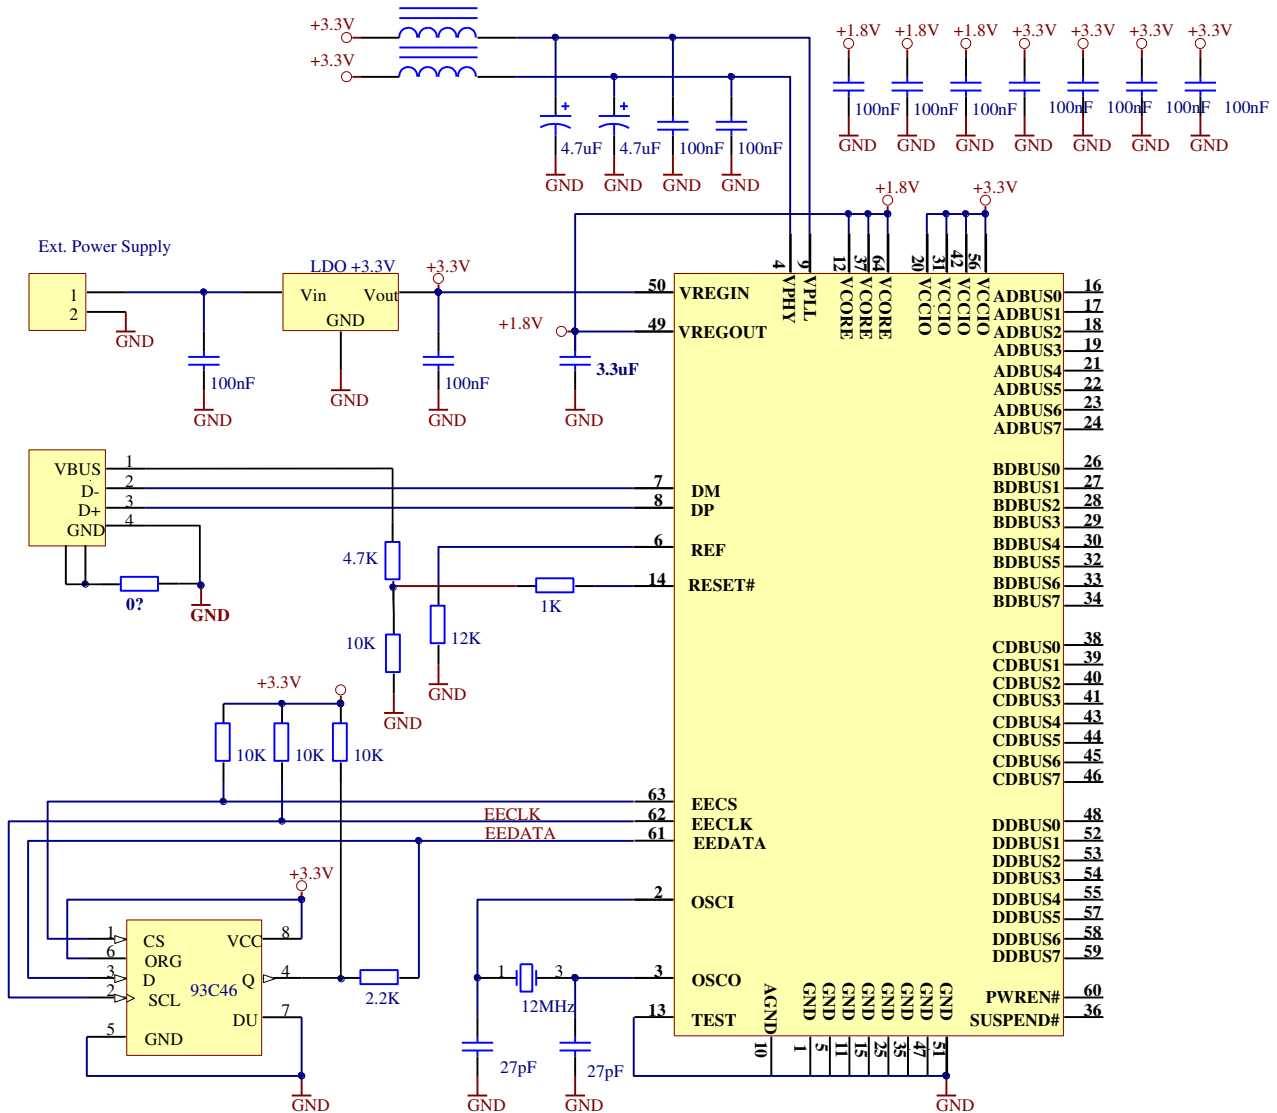 +3.3V
+3.3V
+1.8V +1.8V +1.8V +3.3V +3.3V +3.3V +3.3V
100nF 100nF 100nF 100nF 100nF 100nF 100nF
GND GND GND GND GND GND GND
+ +
4.7uF 4.7uF 100nF 100nF
GND GND GND GND
+1.8V +3.3V
4 9 12 37 64 20 31 42 56
VPHY VPLL VCORE VCORE VCORE VCCIO VCCIO VCCIO VCCIO
Ext. Power Supply
1
2
GND
100nF
GND
LDO +3.3V
Vin Vout
GND
GND
+3.3V
100nF
GND
+1.8V
3.3uF
GND
50 VREGIN
49 VREGOUT
VBUS 1
D- 2
D+ 3
GND 4
0?
GND
4.7K
10K
GND
1K
12K
GND
7 DM
8 DP
6 REF
14 RESET#
+3.3V
10K 10K 10K
EECLK
EEDATA
63 EECS
62 EECLK
61 EEDATA
+3.3V
1 CS
6 ORG
3 D
2 SCL
5 GND
93C46
VCC 8
Q 4
DU 7
2.2K
GND
2 OSCI
3 OSCO
13 TEST
1 3
12MHz
27pF 27pF
GND GND
AGND GND GND GND GND GND GND GND GND
10 1 5 11 15 25 35 47 51
GND
ADBUS0 16
ADBUS1 17
ADBUS2 18
ADBUS3 19
ADBUS4 21
ADBUS5 22
ADBUS6 23
ADBUS7 24
BDBUS0 26
BDBUS1 27
BDBUS2 28
BDBUS3 29
BDBUS4 30
BDBUS5 32
BDBUS6 33
BDBUS7 34
CDBUS0 38
CDBUS1 39
CDBUS2 40
CDBUS3 41
CDBUS4 43
CDBUS5 44
CDBUS6 45
CDBUS7 46
DDBUS0 48
DDBUS1 52
DDBUS2 53
DDBUS3 54
DDBUS4 55
DDBUS5 57
DDBUS6 58
DDBUS7 59
PWREN# 60
SUSPEND# 36